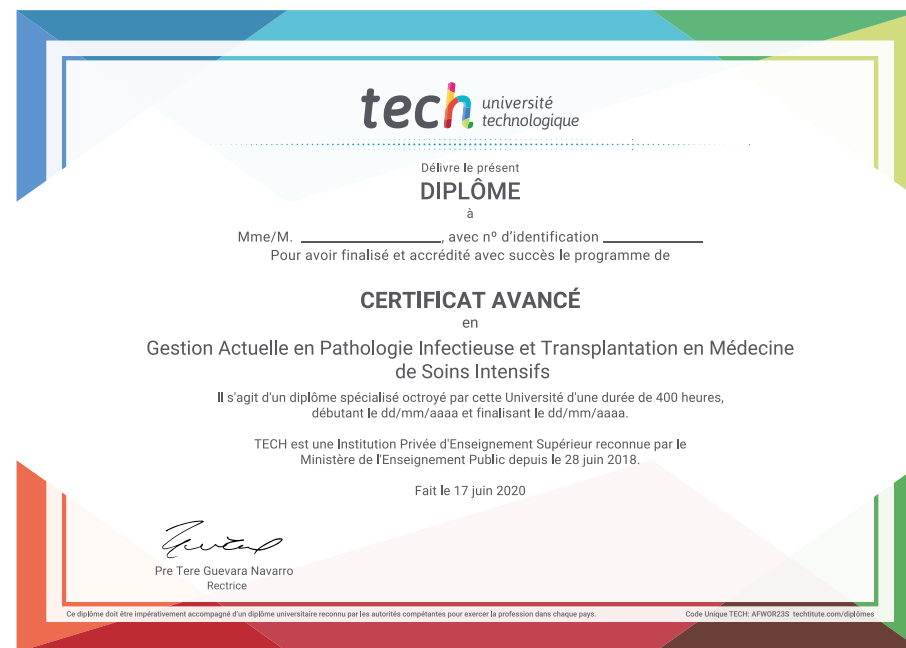 tech université
technologique
Délivre le présent
DIPLÔME
à
Mme/M. ____________________, avec nº d'identification ______________
Pour avoir finalisé et accrédité avec succès le programme de
CERTIFICAT AVANCÉ
en
Gestion Actuelle en Pathologie Infectieuse et Transplantation en Médecine
de Soins Intensifs
Il s'agit d'un diplôme spécialisé octroyé par cette Université d'une durée de 400 heures,
débutant le dd/mm/aaaa et finalisant le dd/mm/aaaa.
TECH est une Institution Privée d'Enseignement Supérieur reconnue par le
Ministère de l'Enseignement Public depuis le 28 juin 2018.
Fait le 17 juin 2020
Pre Tere Guevara Navarro
Rectrice
Ce diplôme doit être impérativement accompagné d'un diplôme universitaire reconnu par les autorités compétentes pour exercer la profession dans chaque pays.
Code Unique TECH: AFWOR23S techtitute.com/diplômes